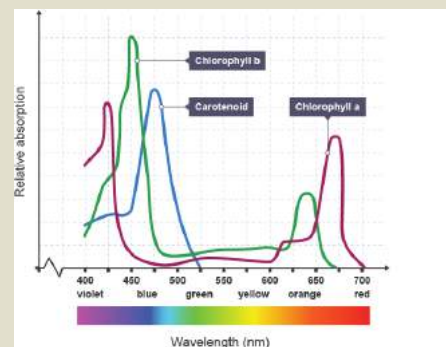 Chlorophyll b
Carotenoid
Chlorophyll a
Relative absorption
400 450 500 550 600 650 700
violet blue green yellow orange red
Wavelength (nm)